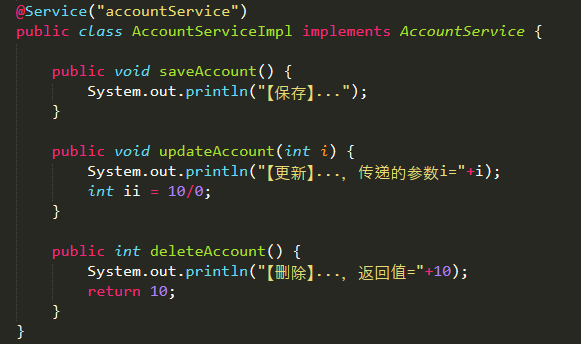 @Service("accountService")
public class AccountServiceImpl implements AccountService {
public void saveAccount() {
System.out.println("【保存】...");
}
public void updateAccount(int i) {
System.out.println("【更新】...，传递的参数i="+i);
int ii = 10/0;
}
public int deleteAccount() {
System.out.println("【删除】...，返回值="+10);
return 10;
}
}